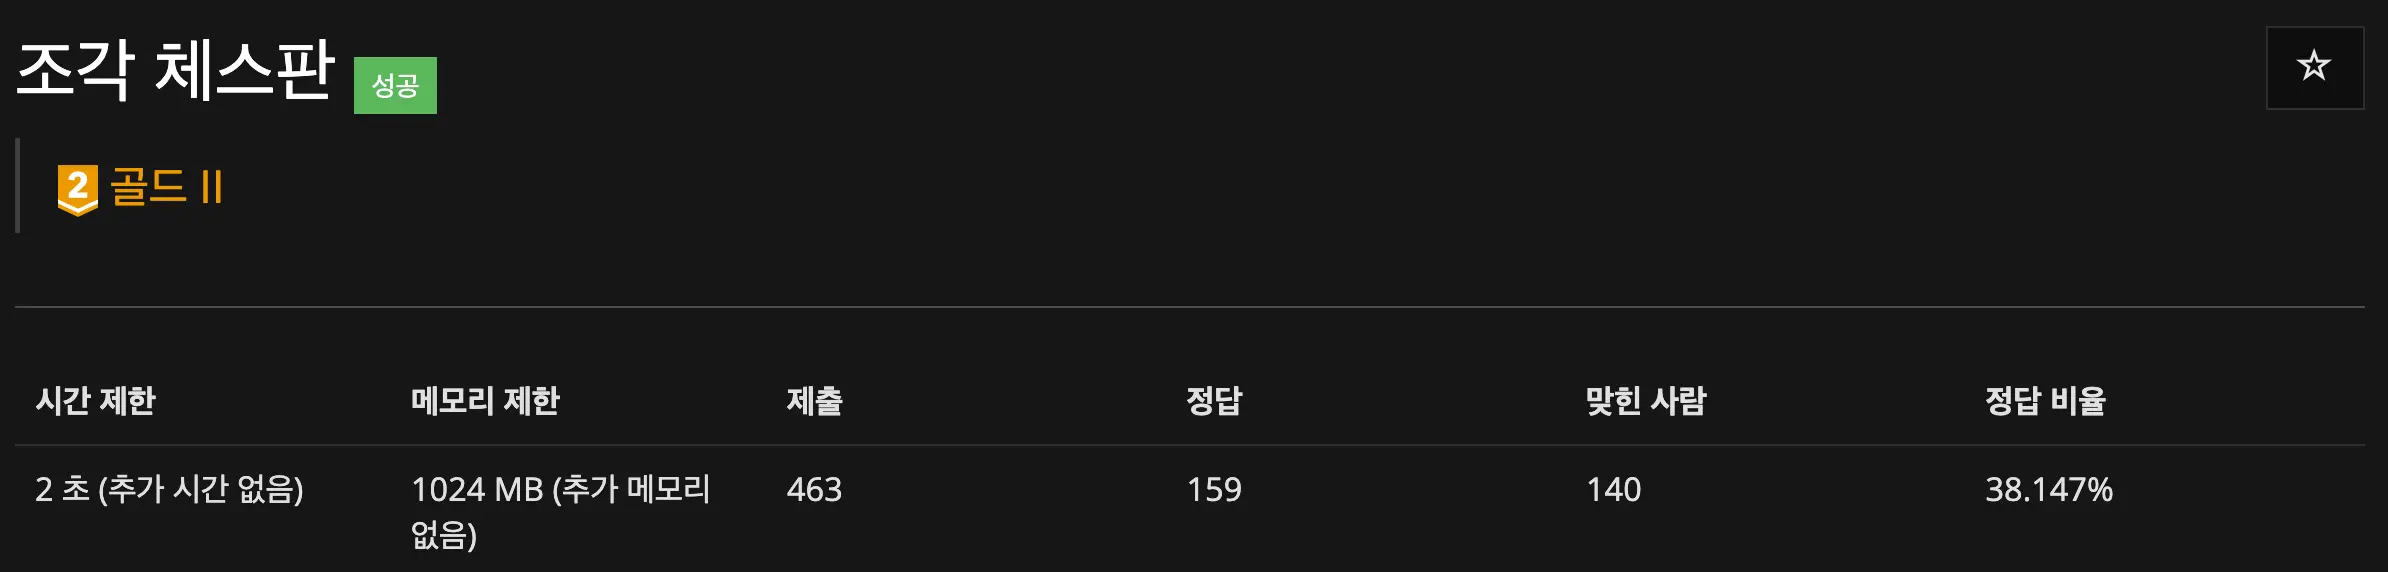 조각 체스판 성공
2 골드 II
시간 제한 메모리 제한 제출 정답 맞힌 사람 정답 비율
2 초 (추가 시간 없음) 1024 MB (추가 메모리 없음) 463 159 140 38.147%